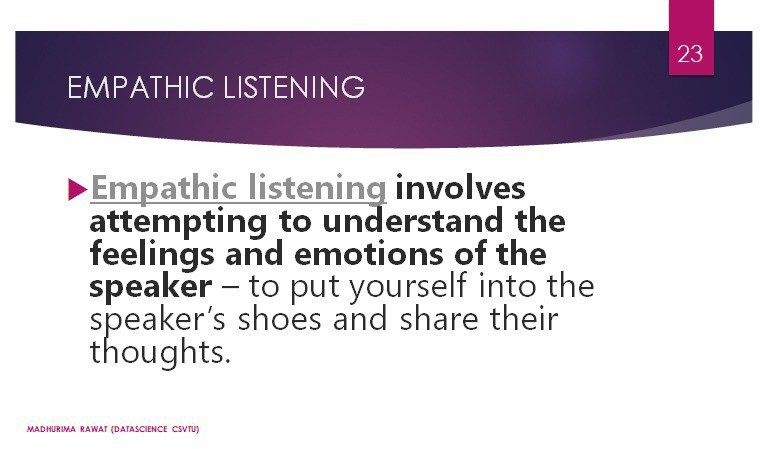 23
EMPATHIC LISTENING
Empathic listening involves
attempting to understand the
feelings and emotions of the
speaker – to put yourself into the
speaker’s shoes and share their
thoughts.
MADHURIMA RAWAT (DATASCIENCE CSVTU)